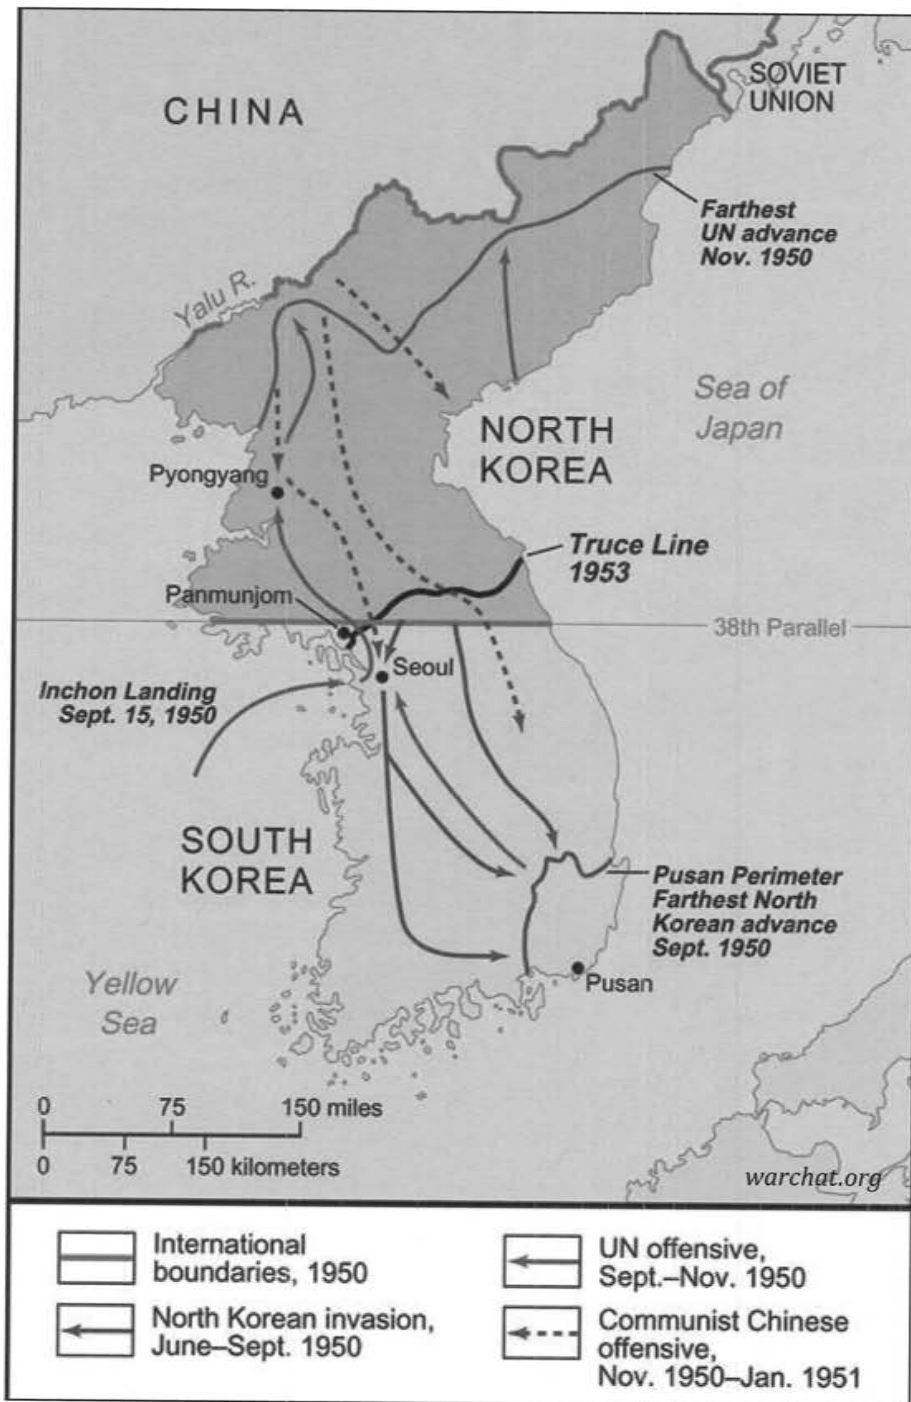 CHINA
SOVIET
UNION
Farthest
UN advance
Nov. 1950
Yalu R.
Sea of
Japan
NORTH
KOREA
Pyongyang
Truce Line
1953
Panmunjom
38th Parallel
Seoul
Inchon Landing
Sept. 15, 1950
SOUTH
KOREA
Pusan Perimeter
Farthest North
Korean advance
Sept. 1950
Pusan
Yellow
Sea
0 75 150 miles
0 75 150 kilometers
warchat.org
International
boundaries, 1950
North Korean invasion,
June–Sept. 1950
UN offensive,
Sept.–Nov. 1950
Communist Chinese
offensive,
Nov. 1950–Jan. 1951